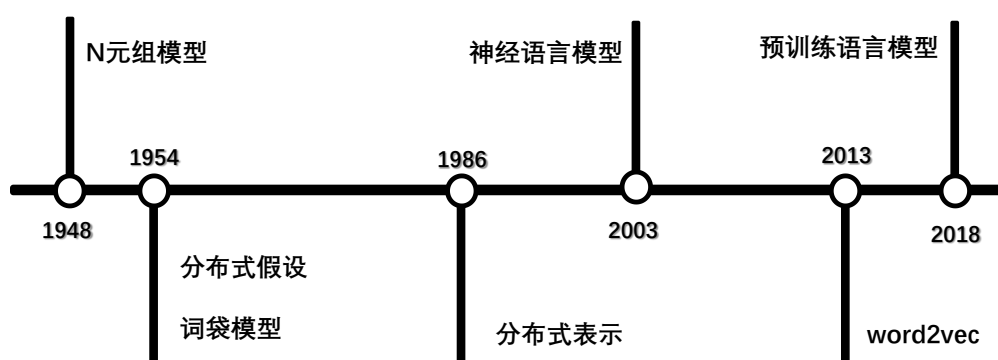 N元组模型
神经语言模型
预训练语言模型
1954
1986
2013
1948
2003
2018
分布式假设
词袋模型
分布式表示
word2vec